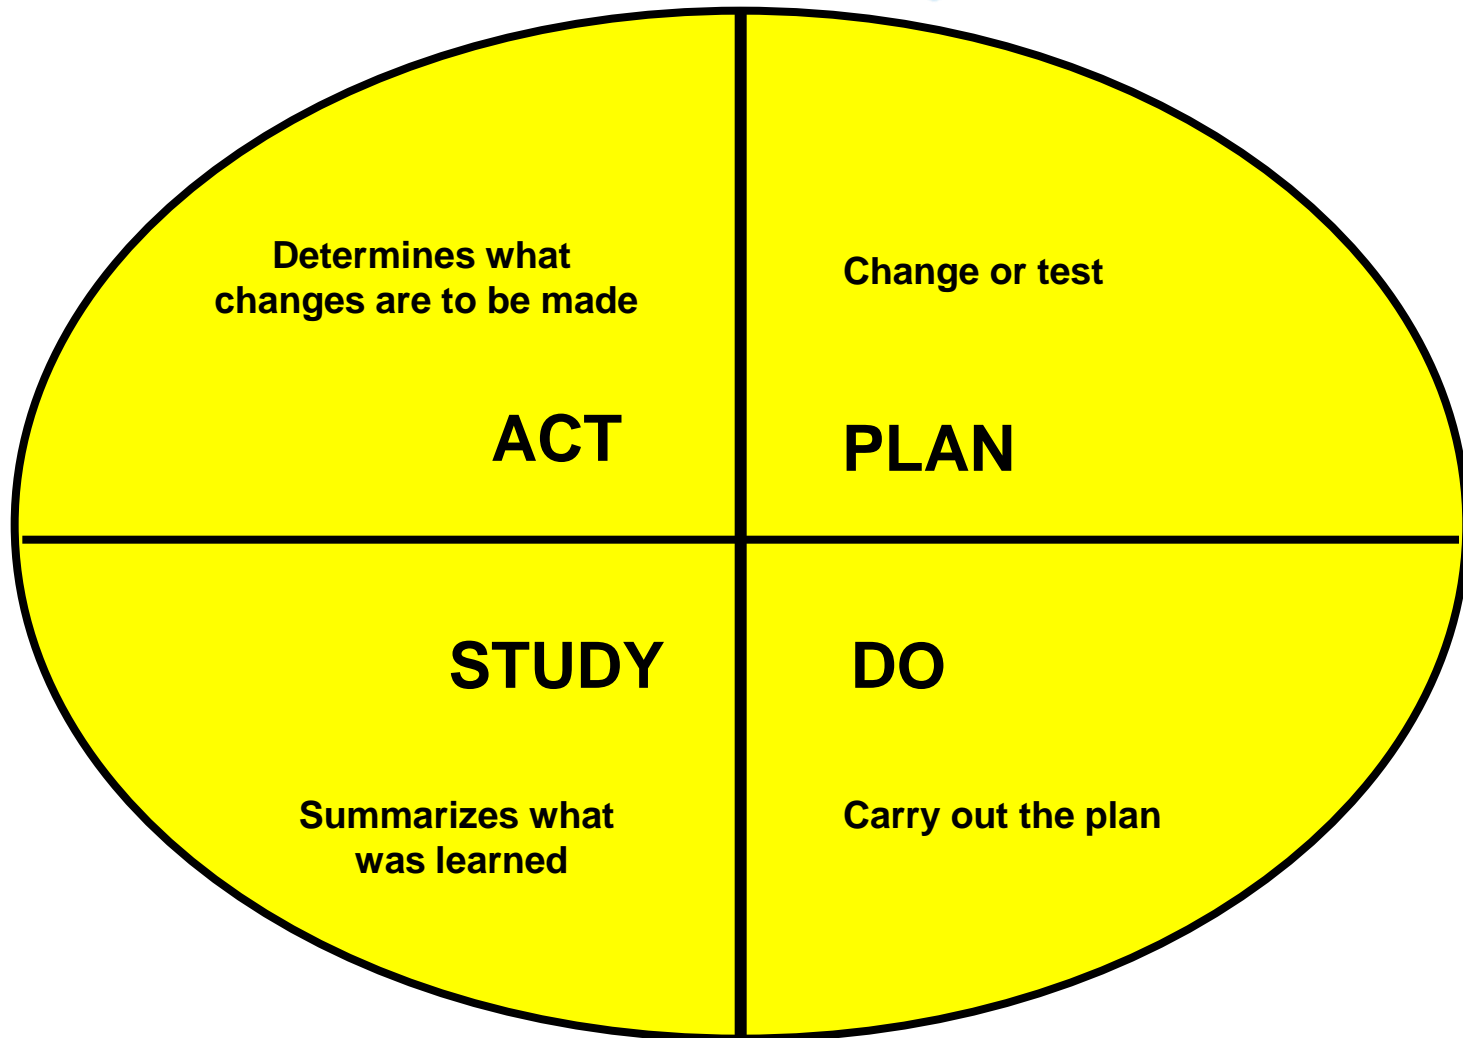 Determines what
changes are to be made
ACT
Change or test
PLAN
STUDY
Summarizes what
was learned
DO
Carry out the plan